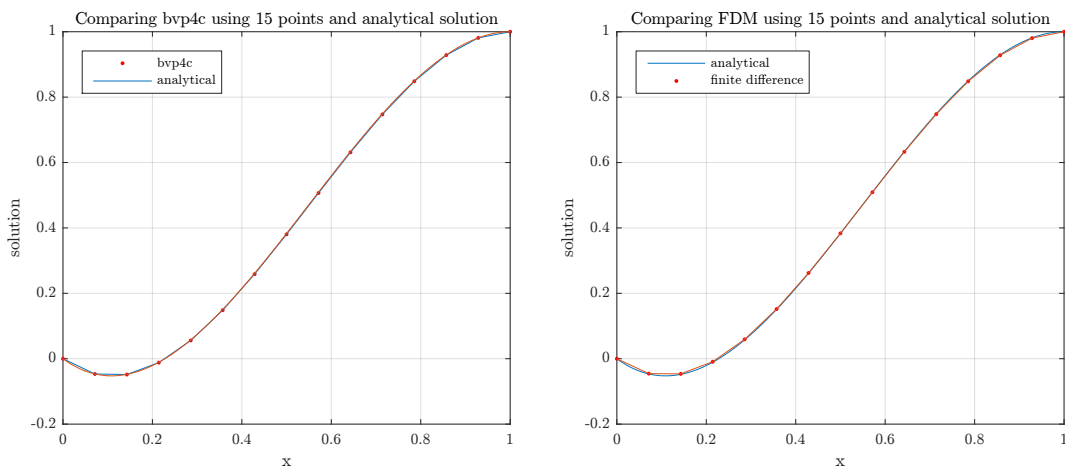 Comparing bvp4c using 15 points and analytical solution
bvp4c
analytical
1
0.8
0.6
0.4
0.2
0
-0.2
solution
0
0.2
0.4
0.6
0.8
1
x
Comparing FDM using 15 points and analytical solution
analytical
finite difference
1
0.8
0.6
0.4
0.2
0
-0.2
solution
0
0.2
0.4
0.6
0.8
1
x